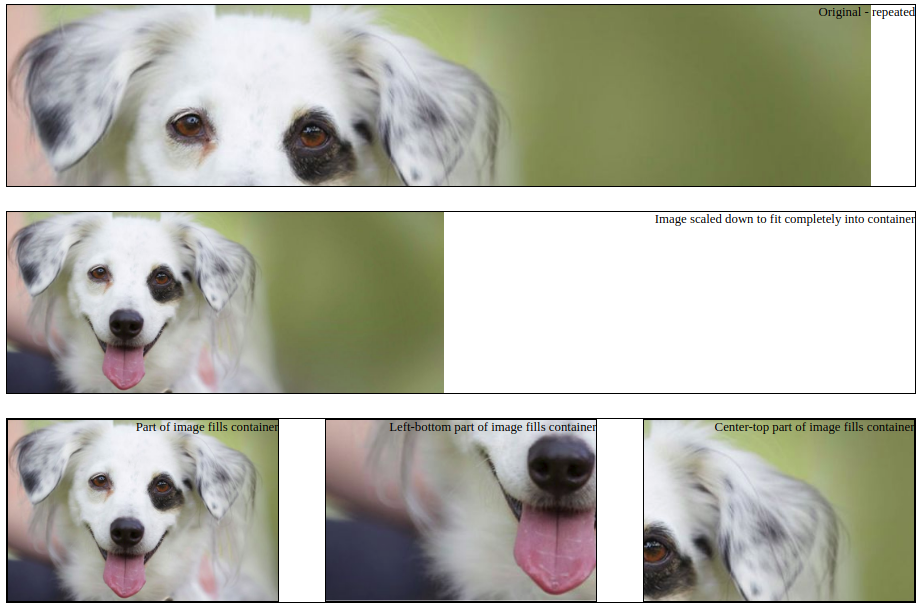 Original - repeated
Image scaled down to fit completely into container
Part of image fills container
Left-bottom part of image fills container
Center-top part of image fills container